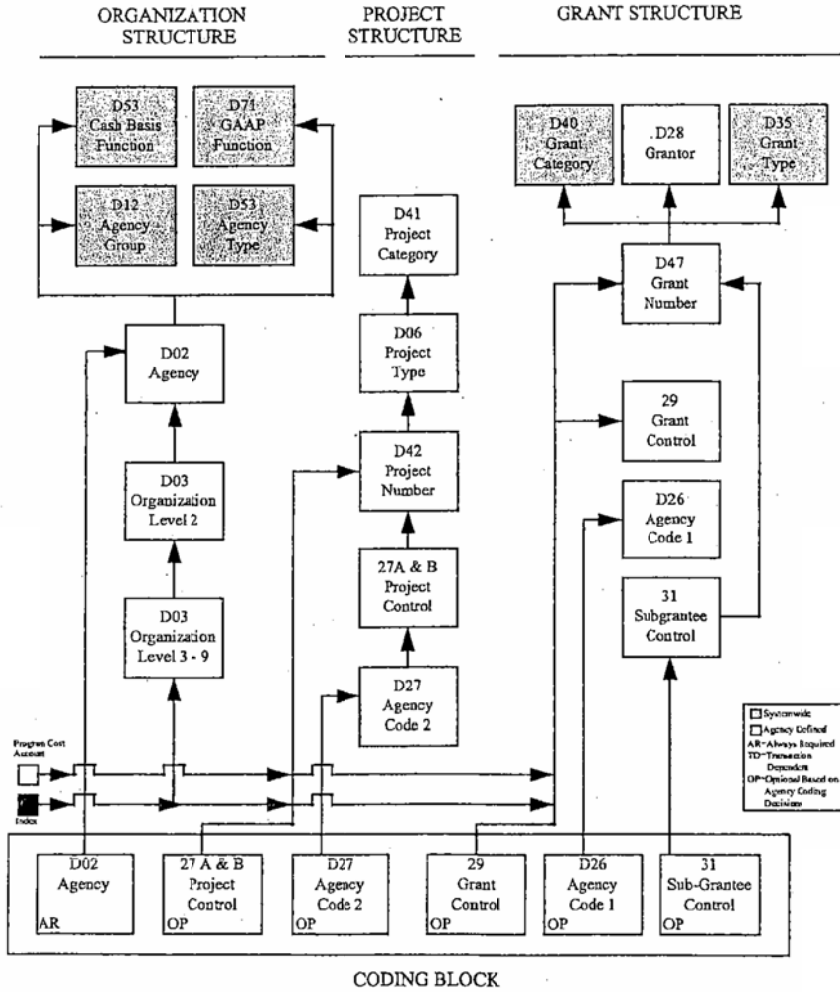 ORGANIZATION
STRUCTURE
PROJECT
STRUCTURE
GRANT STRUCTURE
D53
Cash Basis
Function
D71
GAAP
Function
D12
Agency
Group
D53
Agency
Type
D02
Agency
D03
Organization
Level 2
D03
Organization
Level 3 - 9
D41
Project
Category
D06
Project
Type
D42
Project
Number
27A & B
Project
Control
D27
Agency
Code 2
D40
Grant
Category
D28
Grantor
D35
Grant
Type
D47
Grant
Number
29
Grant
Control
D26
Agency
Code 1
31
Subgrantee
Control
Program Cost
Account
Index
Systemwide
Agency Defined
AR=Always Required
TD=Transaction
Dependent
OP=Optional Based on
Agency Coding
Decisions
D02
Agency
AR
27 A & B
Project
Control
OP
D27
Agency
Code 2
OP
29
Grant
Control
OP
D26
Agency
Code 1
OP
31
Sub-Grantee
Control
OP
CODING BLOCK